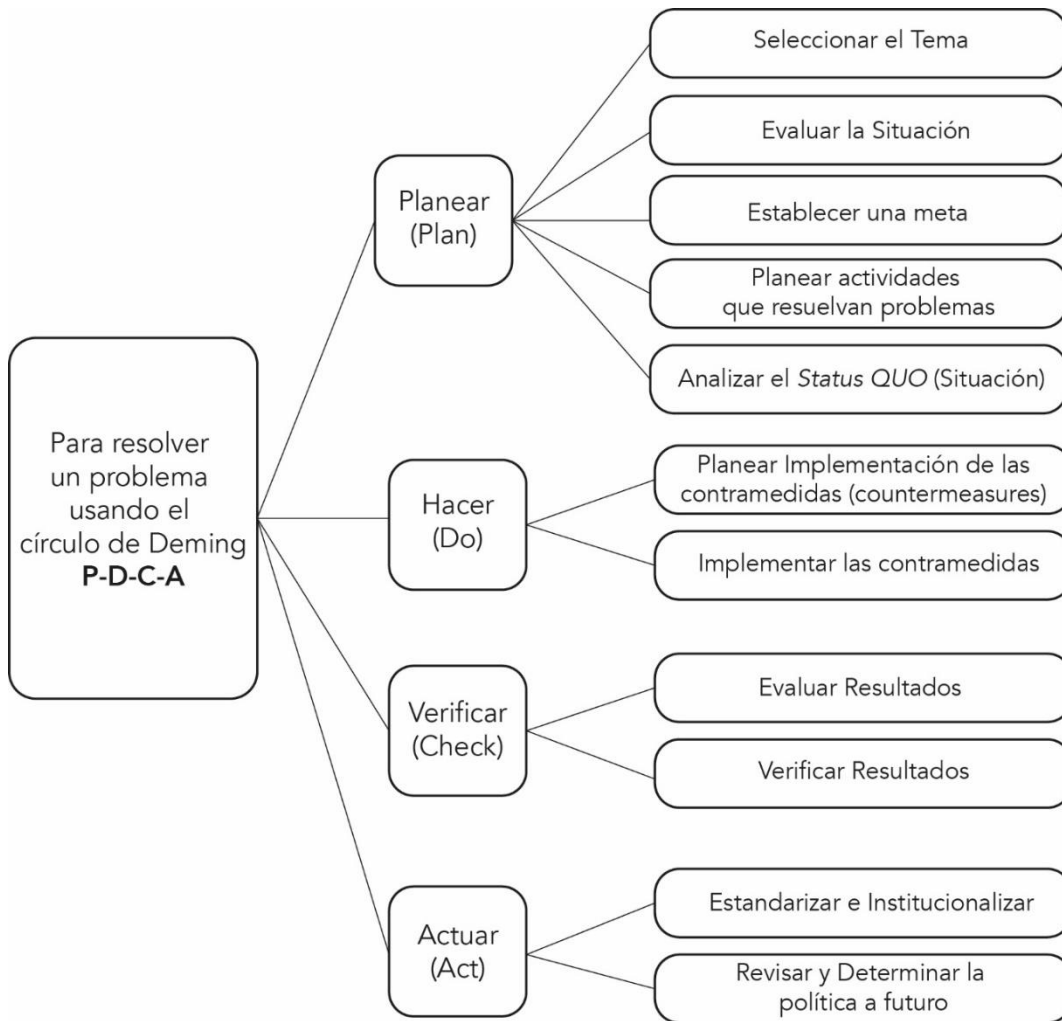 Para resolver
un problema
usando el
círculo de Deming
P-D-C-A
Planear
(Plan)
Seleccionar el Tema
Evaluar la Situación
Establecer una meta
Planear actividades
que resuelvan problemas
Analizar el Status QUO (Situación)
Hacer
(Do)
Planear Implementación de las
contramedidas (countermeasures)
Implementar las contramedidas
Verificar
(Check)
Evaluar Resultados
Verificar Resultados
Actuar
(Act)
Estandarizar e Institucionalizar
Revisar y Determinar la
política a futuro